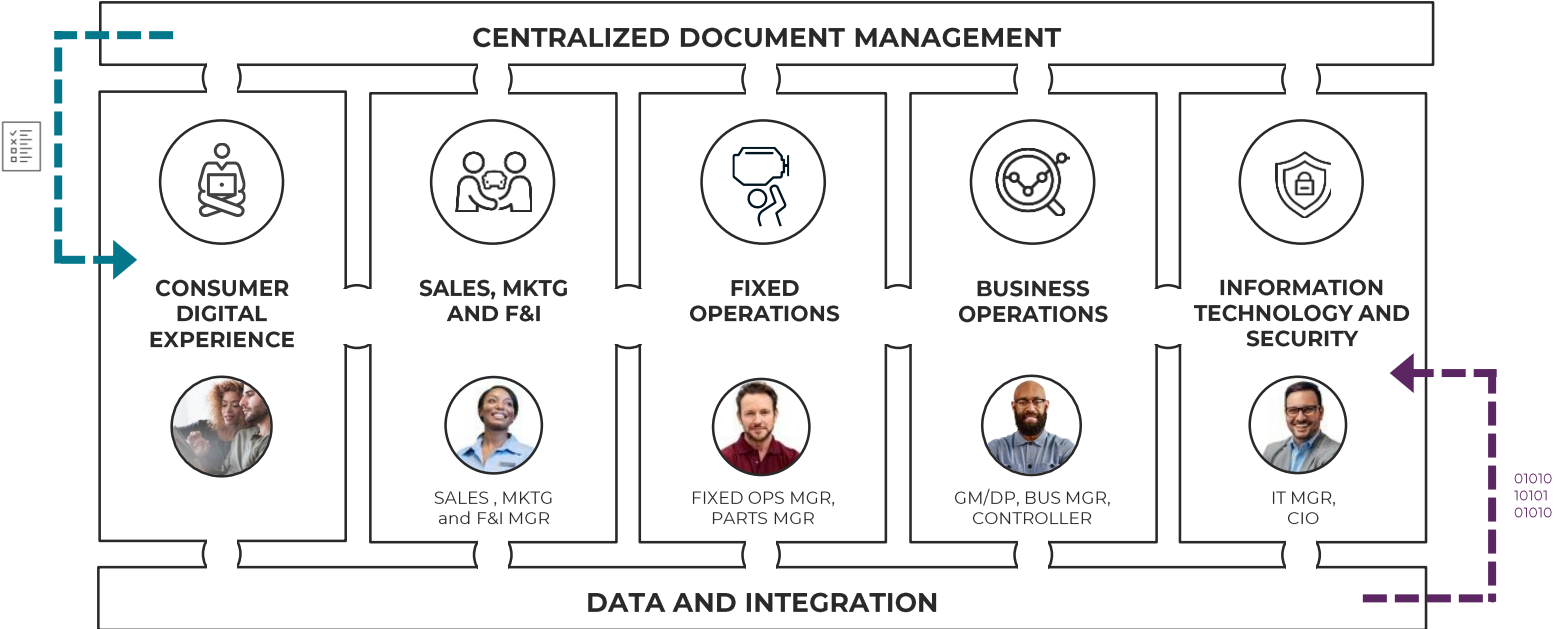 CENTRALIZED DOCUMENT MANAGEMENT
CONSUMER
DIGITAL
EXPERIENCE
SALES, MKTG
AND F&I
SALES , MKTG
and F&I MGR
FIXED
OPERATIONS
FIXED OPS MGR,
PARTS MGR
BUSINESS
OPERATIONS
GM/DP, BUS MGR,
CONTROLLER
INFORMATION
TECHNOLOGY AND
SECURITY
IT MGR,
CIO
01010
10101
01010
DATA AND INTEGRATION